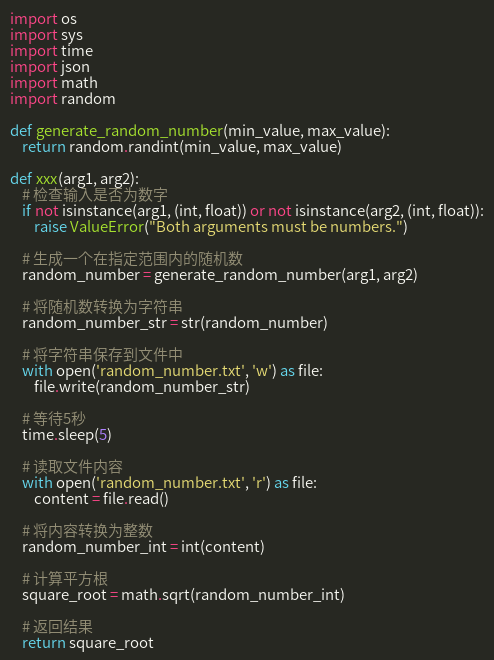 import os
import sys
import time
import json
import math
import random

def generate_random_number(min_value, max_value):
    return random.randint(min_value, max_value)

def xxx(arg1, arg2):
    # 检查输入是否为数字
    if not isinstance(arg1, (int, float)) or not isinstance(arg2, (int, float)):
        raise ValueError("Both arguments must be numbers.")

    # 生成一个在指定范围内的随机数
    random_number = generate_random_number(arg1, arg2)

    # 将随机数转换为字符串
    random_number_str = str(random_number)

    # 将字符串保存到文件中
    with open('random_number.txt', 'w') as file:
        file.write(random_number_str)

    # 等待5秒
    time.sleep(5)

    # 读取文件内容
    with open('random_number.txt', 'r') as file:
        content = file.read()

    # 将内容转换为整数
    random_number_int = int(content)

    # 计算平方根
    square_root = math.sqrt(random_number_int)

    # 返回结果
    return square_root